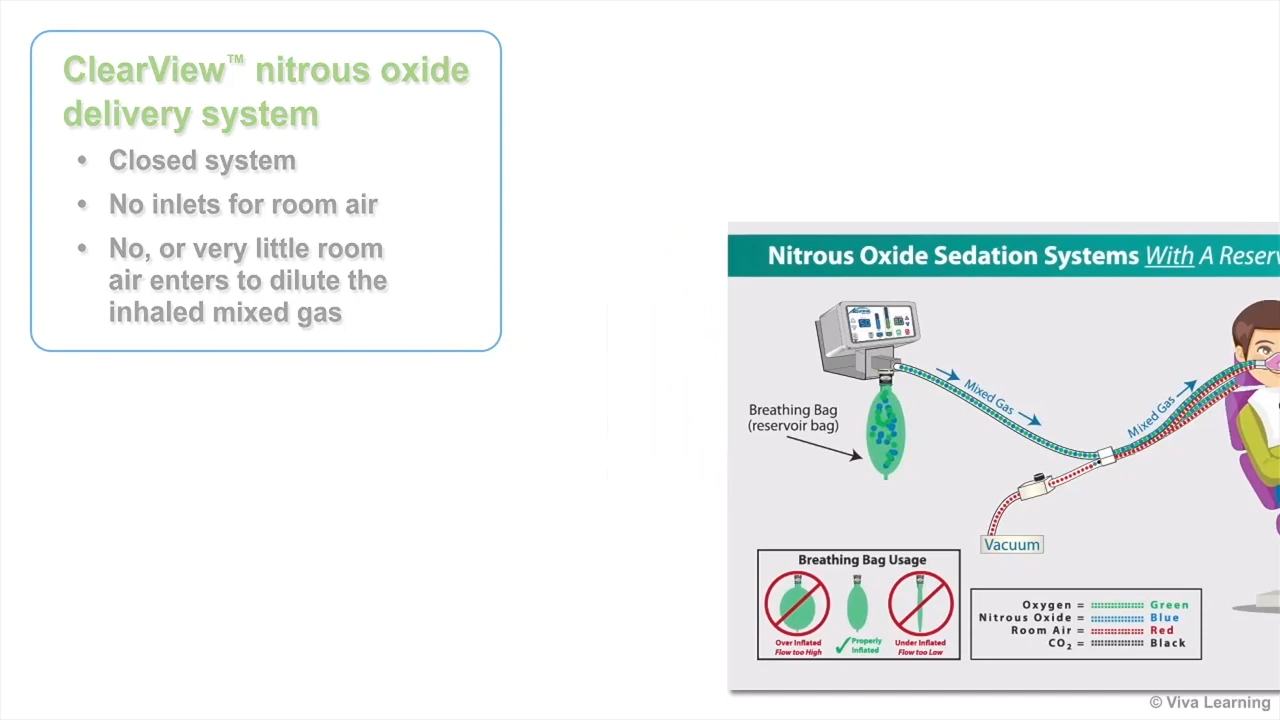 ClearView™ nitrous oxide
delivery system
• Closed system
• No inlets for room air
• No, or very little room
air enters to dilute the
inhaled mixed gas
Nitrous Oxide Sedation Systems With A Reserv
Mixed Gas
Mixed Gas
Breathing Bag
(reservoir bag)
Vacuum
Breathing Bag Usage
Over Inflated
Flow too High
Properly
Inflated
Under Inflated
Flow too Low
Oxygen = Green
Nitrous Oxide = Blue
Room Air = Red
CO₂ = Black
© Viva Learning